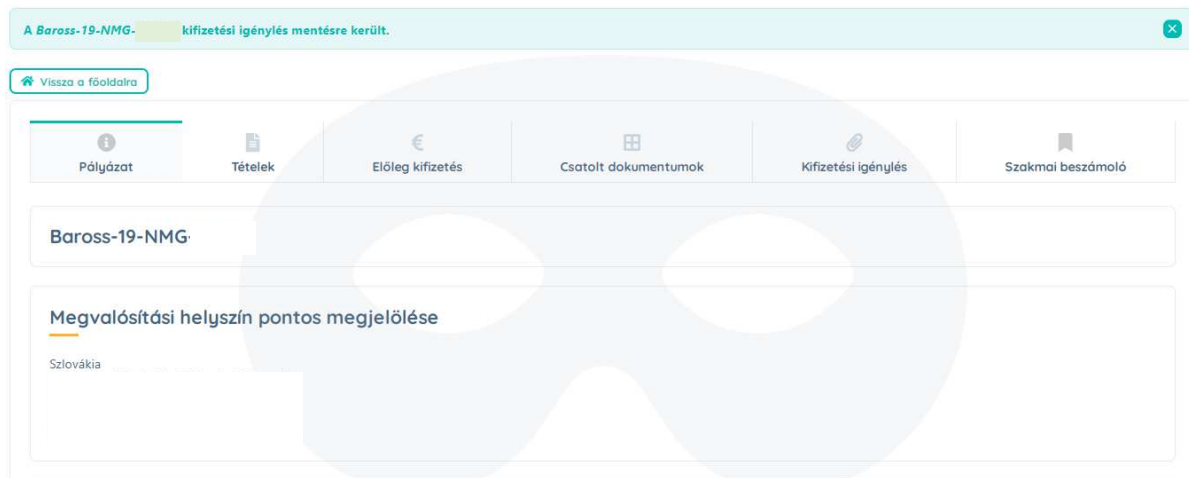 A Baross-19-NMG- kifizetési igénylés mentésre került.
Vissza a főoldalra
Pályázat
Tételek
Előleg kifizetés
Csatolt dokumentumok
Kifizetési igénylés
Szakmai beszámoló
Baross-19-NMG-
Megvalósítási helyszín pontos megjelölése
Szlovákia